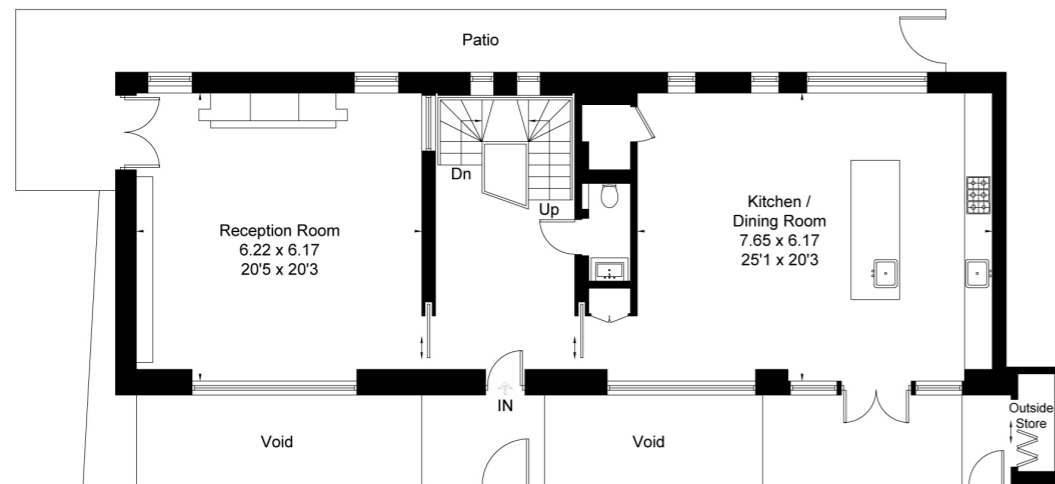 Patio
Dn
Up
Reception Room
6.22 x 6.17
20'5 x 20'3
Kitchen /
Dining Room
7.65 x 6.17
25'1 x 20'3
IN
Void
Void
Outside
Store